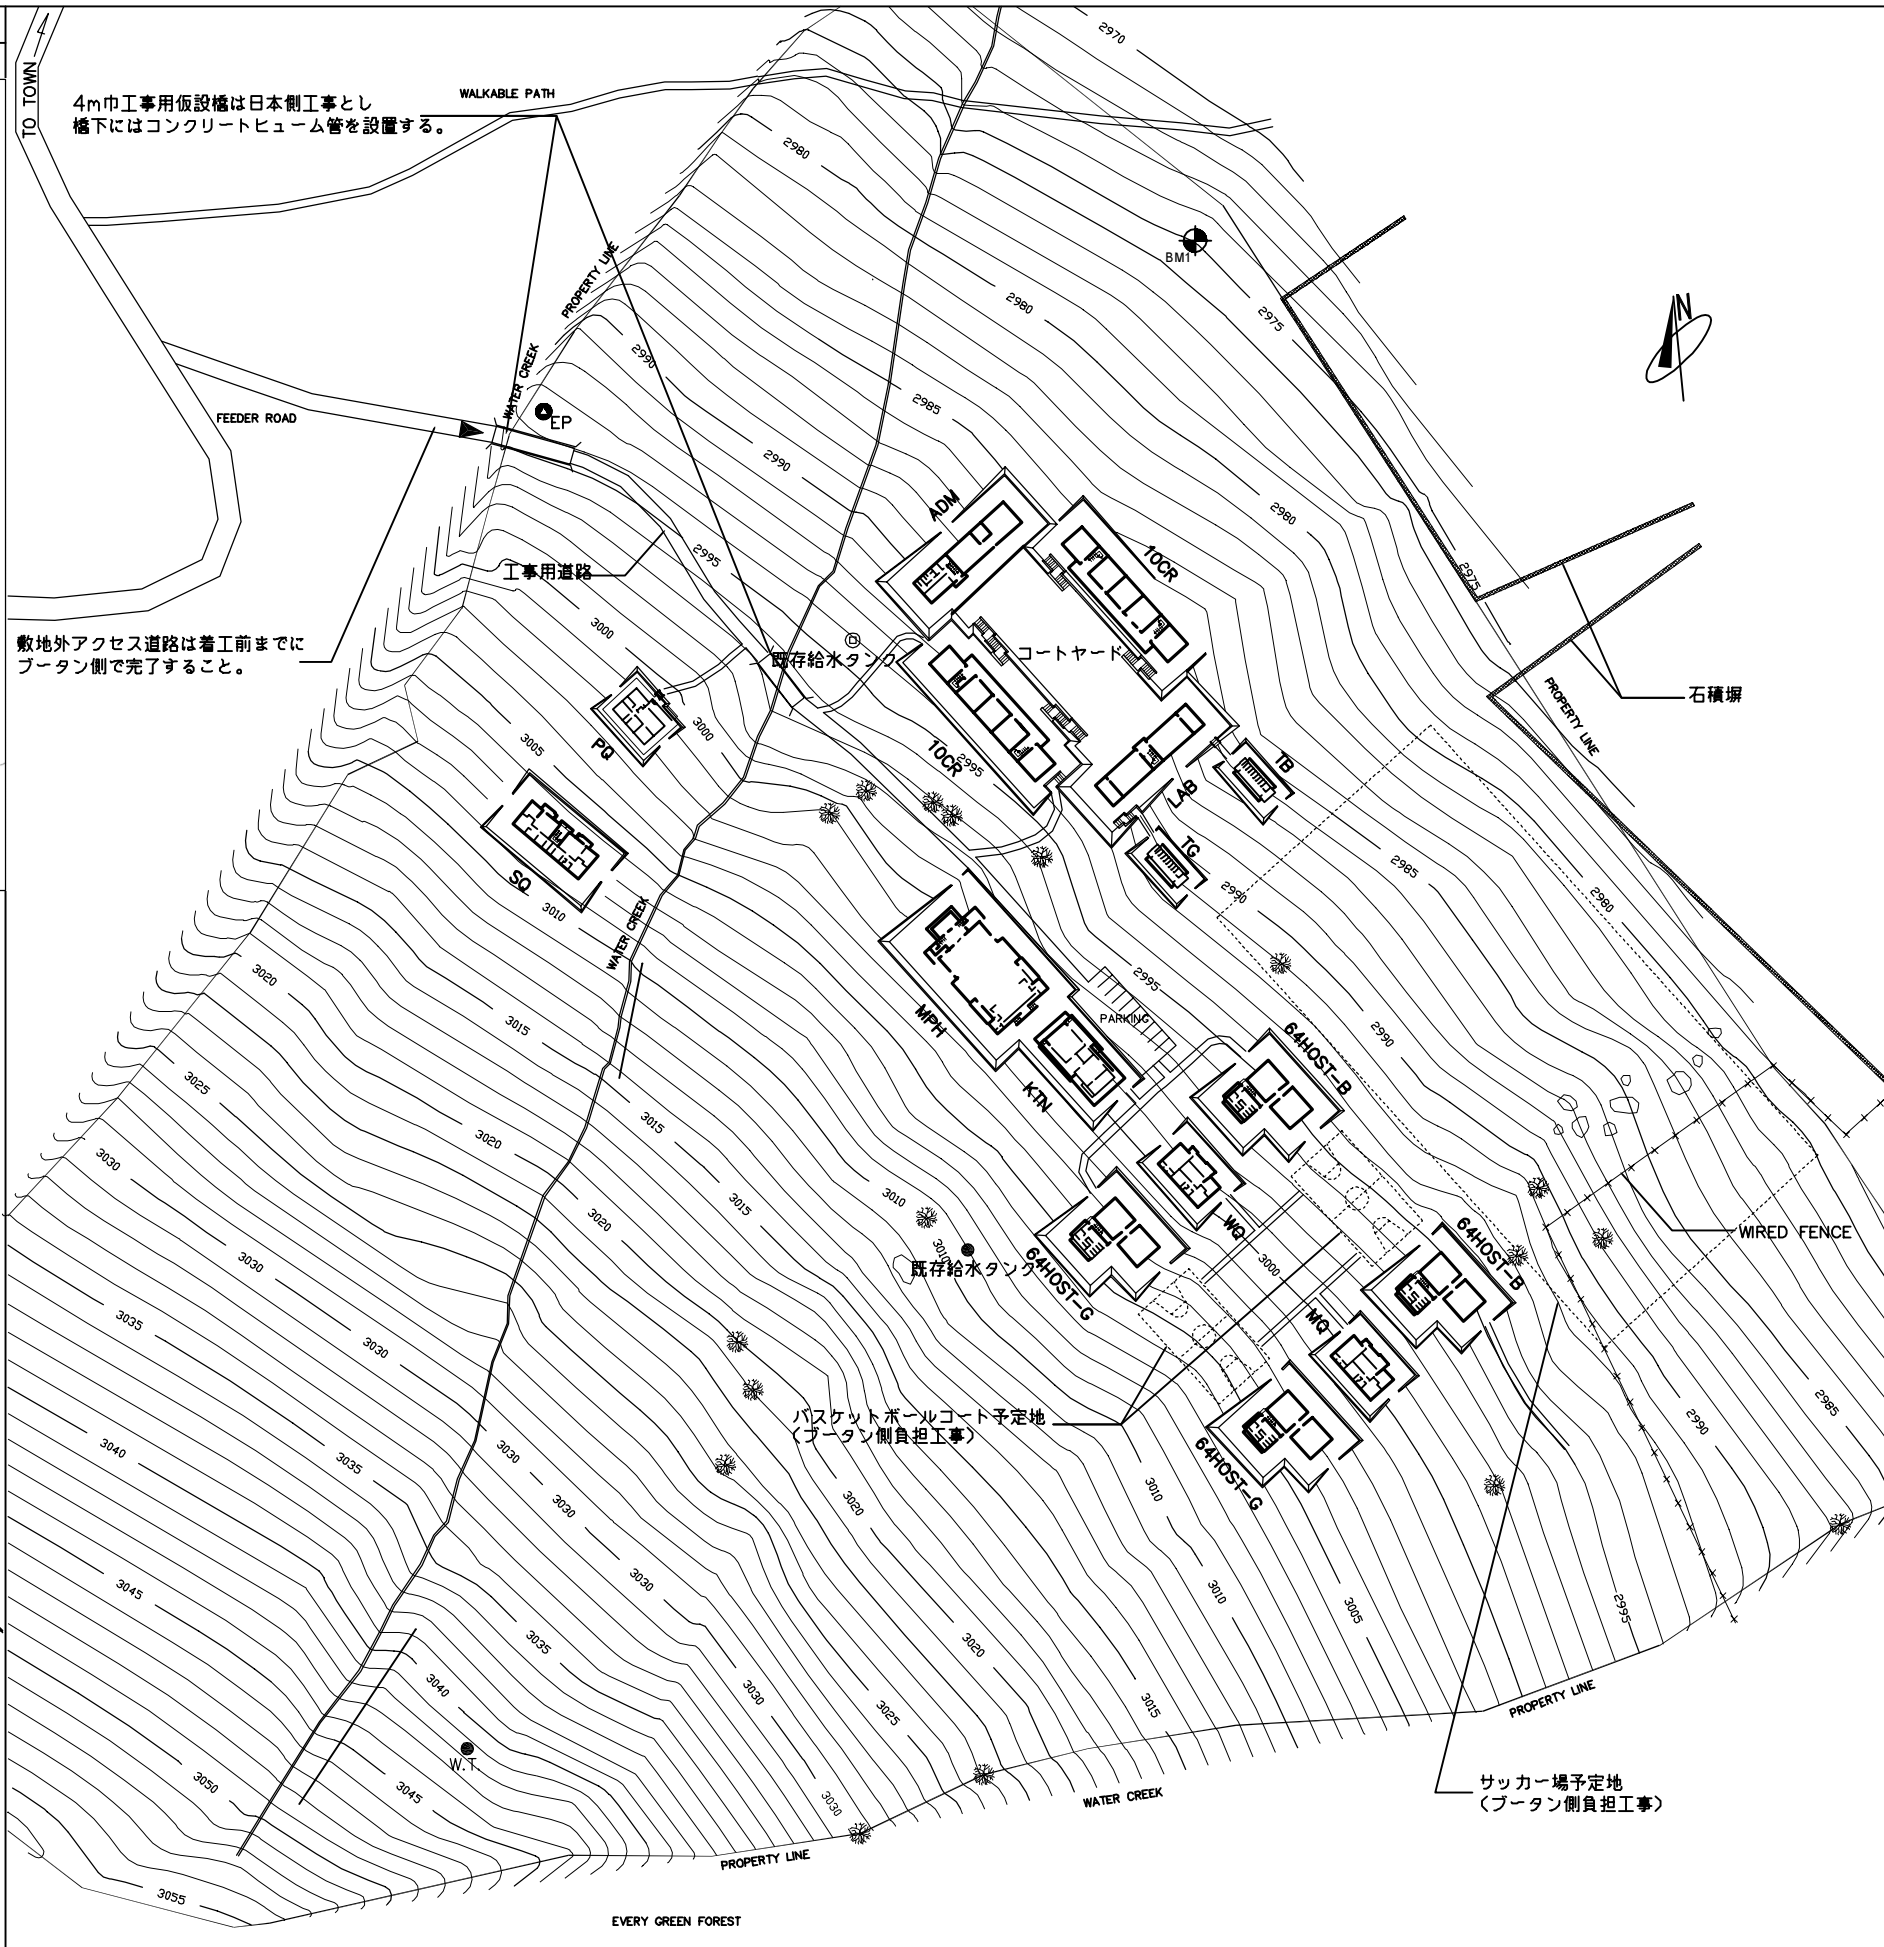 TO TOWN
4m巾工事用仮設橋は日本側工事とし
橋下にはコンクリートヒューム管を設置する。
WALKABLE PATH
2970
2980
PROPERTY LINE
BM1
2975
2980
N
2990
WATER CREEK
EP
FEEDER ROAD
2985
2990
2980
ADM
10CR
2995
工事用道路
2975
3000
敷地外アクセス道路は着工前までに
ブータン側で完了すること。
既存給水タンク
コートヤード
石積塀
PROPERTY LINE
PQ
3000
3005
10CR
2995
TB
LAB
TG
2985
2990
2980
SQ
3010
WATER CREEK
3020
3015
MPH
2995
PARKING
2990
64HOST-B
KIN
3025
3015
3020
3030
3015
3010
3020
3010
既存給水タンク
64HOST-G
WQ
3000
64HOST-B
WIRED FENCE
3030
3035
3030
MQ
バスケットボールコート予定地
(ブータン側負担工事)
64HOST-G
2985
2990
3040
3035
3030
3030
3020
3010
3010
3005
2995
3045
3030
3035
3020
3040
3030
3025
3015
PROPERTY LINE
W.T.
3050
3045
3030
WATER CREEK
サッカー場予定地
(ブータン側負担工事)
PROPERTY LINE
3055
EVERY GREEN FOREST